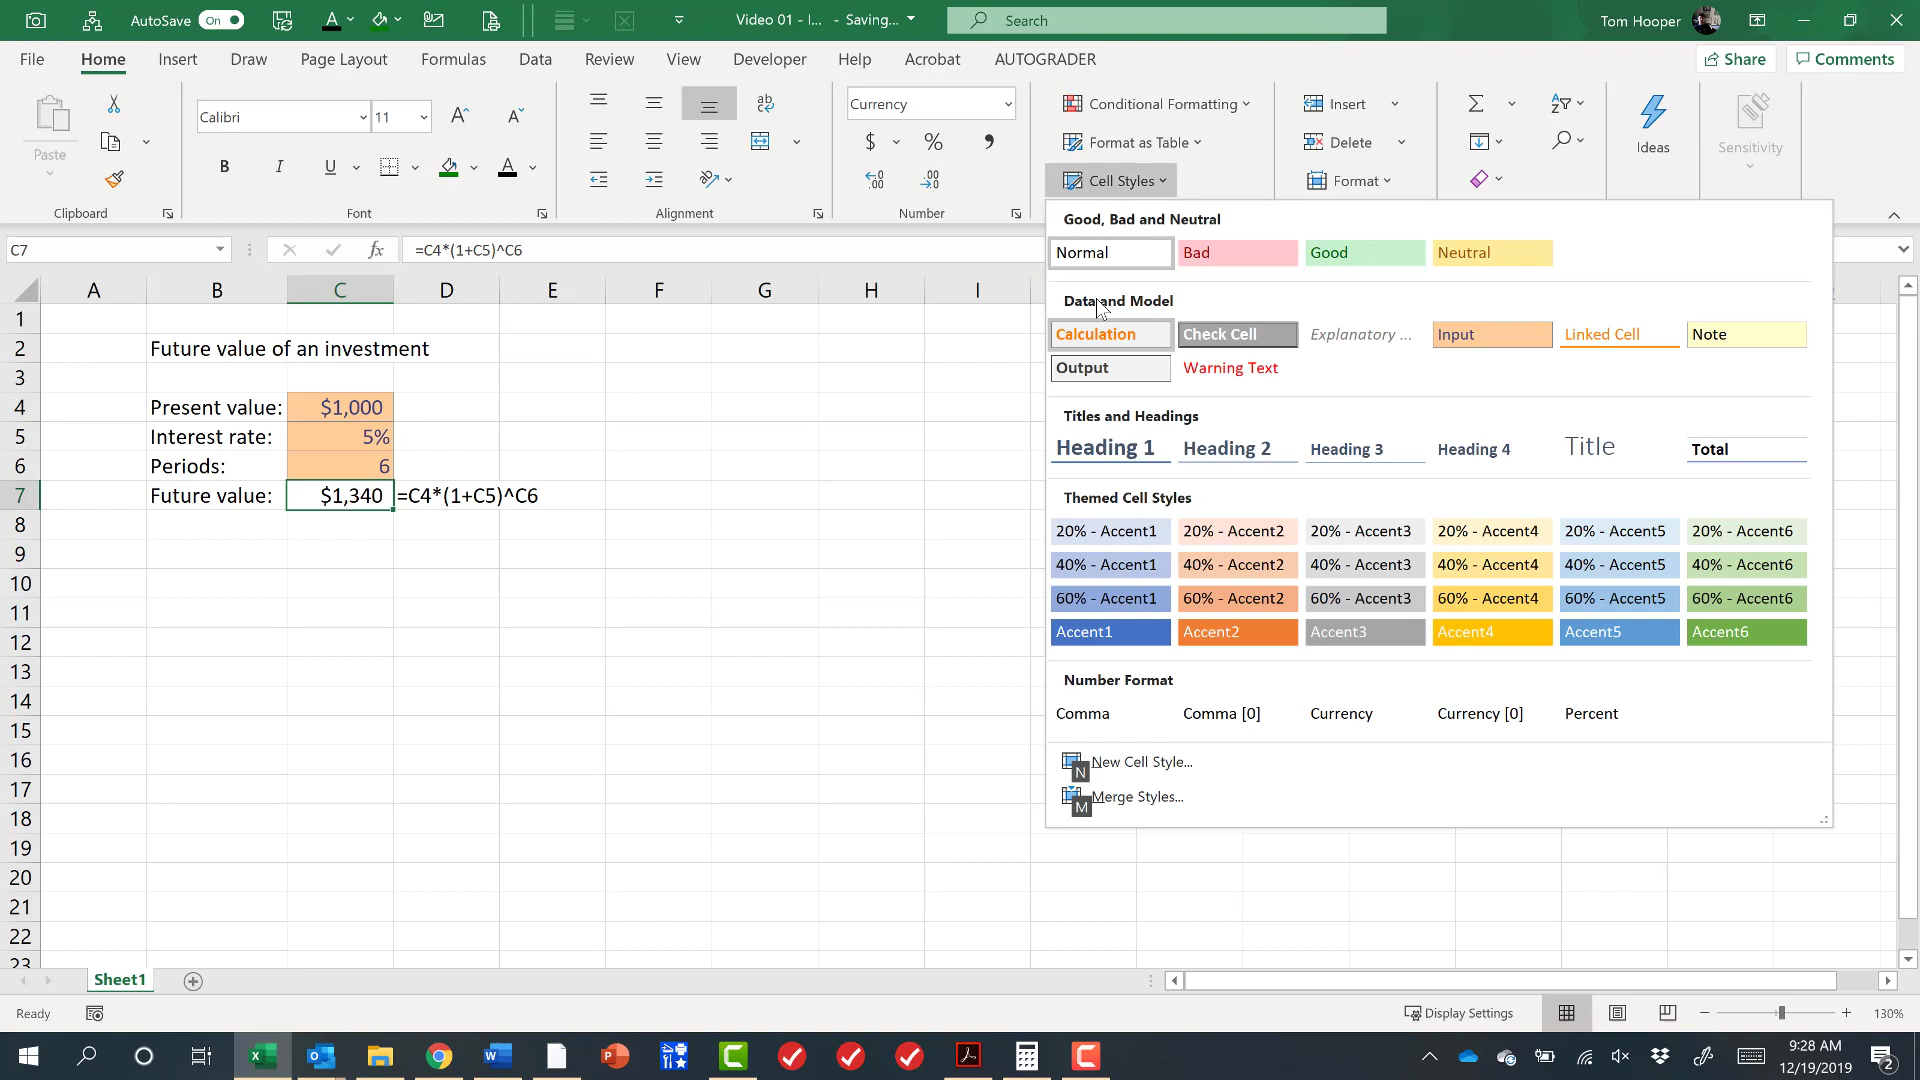 AutoSave On Video 01 - I... - Saving... Search Tom Hooper
File Home Insert Draw Page Layout Formulas Data Review View Developer Help Acrobat AUTOGRADER Share Comments
Paste
Clipboard
Calibri 11
B I U A
Font
ab c
Alignment
Currency
$ % ,
.00 .00
Number
Conditional Formatting
Format as Table
Cell Styles
Insert
Delete
Format
Ideas
Sensitivity
C7 fx =C4*(1+C5)^C6
A B C D E F G H I
1
2 Future value of an investment
3
4 Present value: $1,000
5 Interest rate: 5%
6 Periods: 6
7 Future value: $1,340 =C4*(1+C5)^C6
8
9
10
11
12
13
14
15
16
17
18
19
20
21
22
23
Good, Bad and Neutral
Normal Bad Good Neutral
Data and Model
Calculation Check Cell Explanatory ... Input Linked Cell Note
Output Warning Text
Titles and Headings
Heading 1 Heading 2 Heading 3 Heading 4 Title Total
Themed Cell Styles
20% - Accent1 20% - Accent2 20% - Accent3 20% - Accent4 20% - Accent5 20% - Accent6
40% - Accent1 40% - Accent2 40% - Accent3 40% - Accent4 40% - Accent5 40% - Accent6
60% - Accent1 60% - Accent2 60% - Accent3 60% - Accent4 60% - Accent5 60% - Accent6
Accent1 Accent2 Accent3 Accent4 Accent5 Accent6
Number Format
Comma Comma [0] Currency Currency [0] Percent
N New Cell Style...
M Merge Styles...
Sheet1
Ready Display Settings 130%
9:28 AM
12/19/2019
2